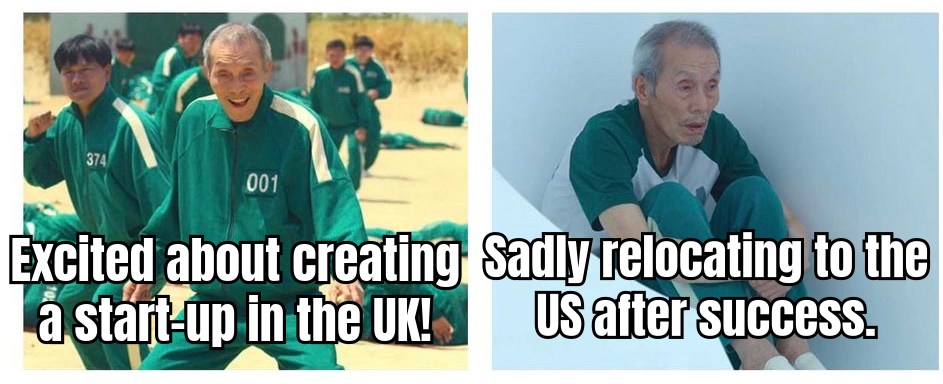 374
001
Excited about creating
a start-up in the UK!
Sadly relocating to the
US after success.